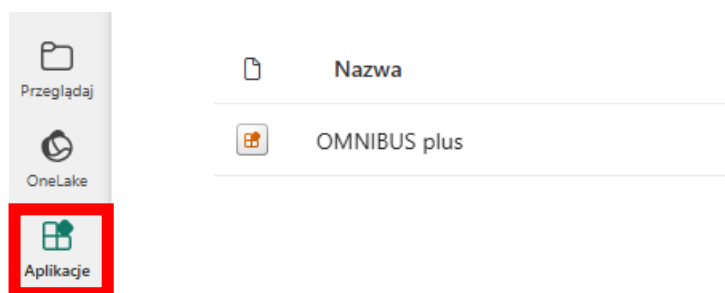 Przeglądaj
OneLake
Aplikacje
Nazwa
OMNIBUS plus